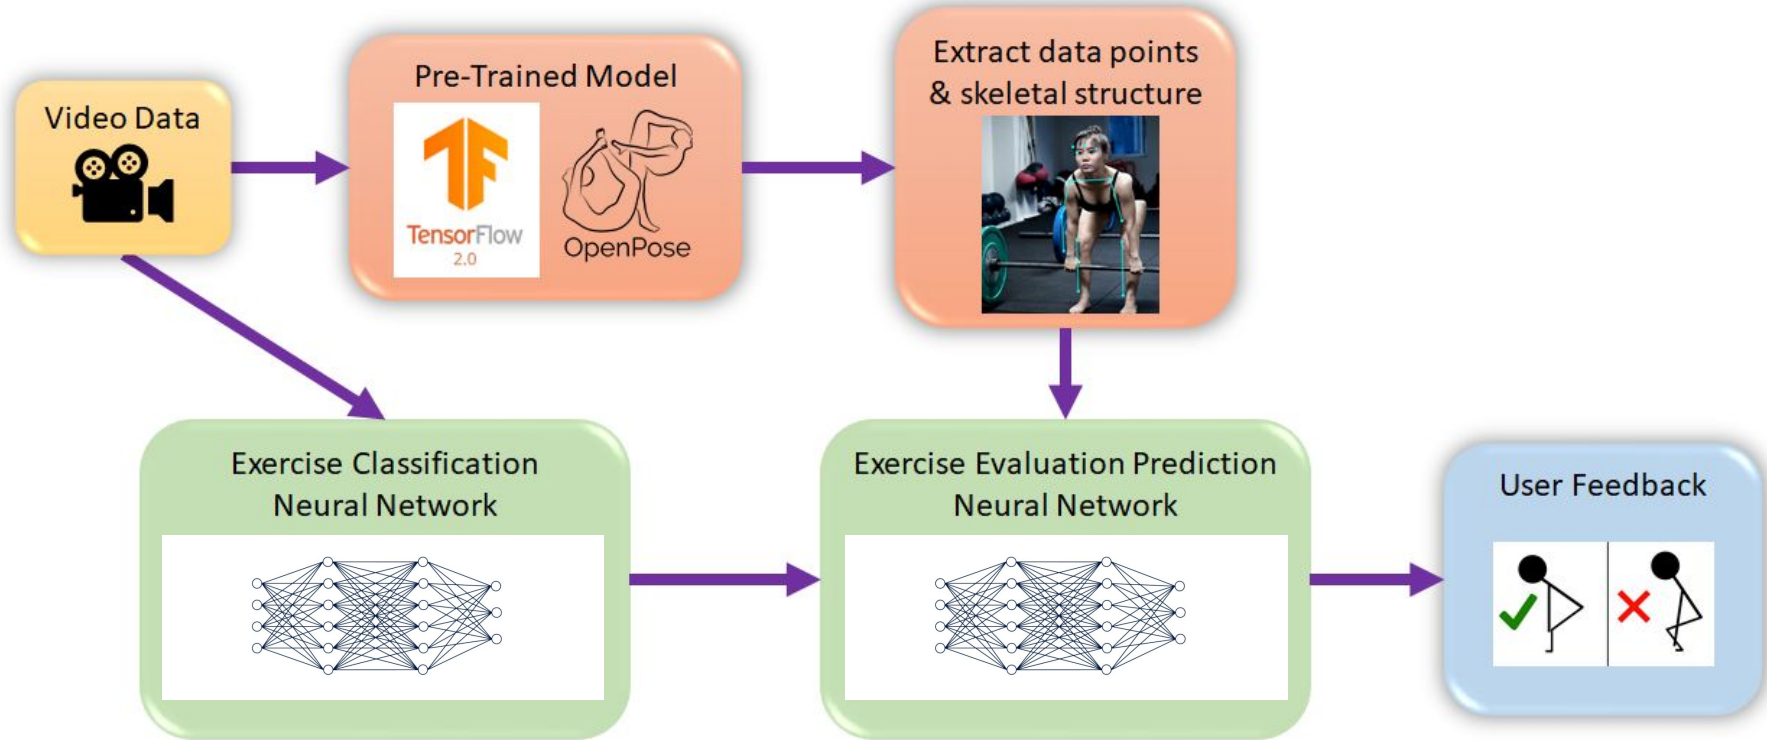 Video Data
Pre-Trained Model
TensorFlow
2.0
OpenPose
Extract data points
& skeletal structure
Exercise Classification
Neural Network
Exercise Evaluation Prediction
Neural Network
User Feedback